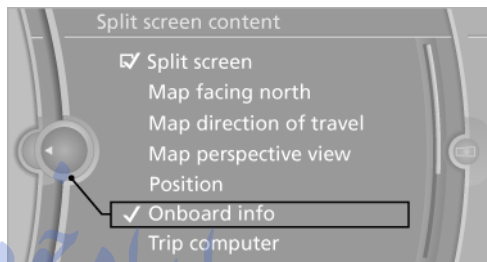 Split screen content
Split screen
Map facing north
Map direction of travel
Map perspective view
Position
Onboard info
Trip computer